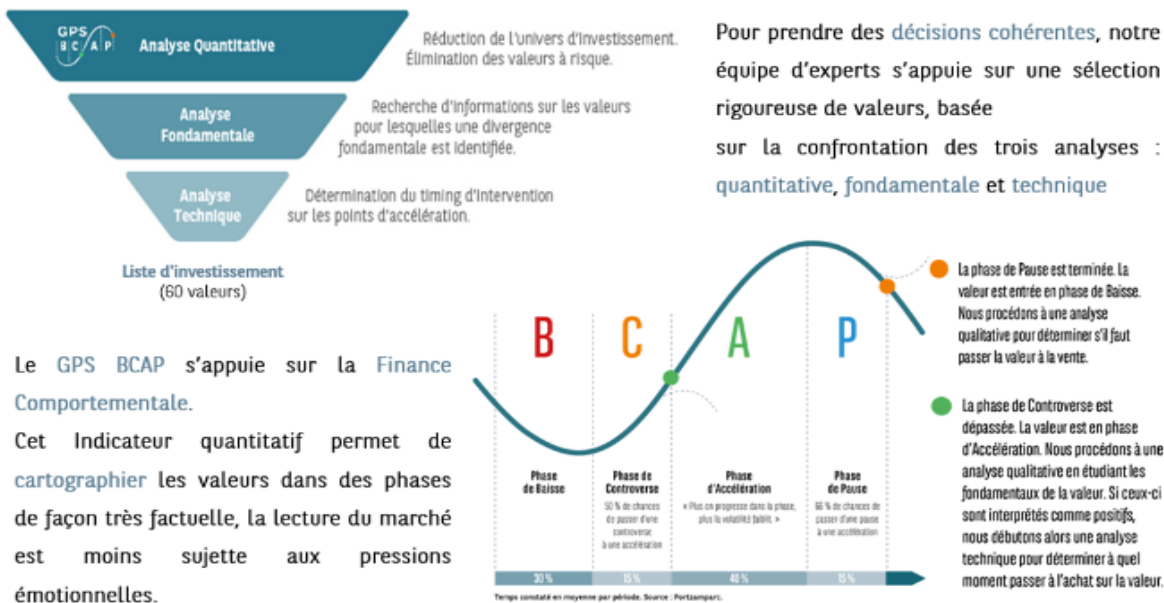 GPS
BCAP
Analyse Quantitative
Réduction de l'univers d'investissement.
Élimination des valeurs à risque.
Analyse
Fondamentale
Recherche d'informations sur les valeurs
pour lesquelles une divergence
fondamentale est identifiée.
Analyse
Technique
Détermination du timing d'intervention
sur les points d'accélération.
Liste d'investissement
(60 valeurs)
Pour prendre des décisions cohérentes, notre
équipe d'experts s'appuie sur une sélection
rigoureuse de valeurs, basée
sur la confrontation des trois analyses :
quantitative, fondamentale et technique
Le GPS BCAP s'appuie sur la Finance
Comportementale.
Cet Indicateur quantitatif permet de
cartographier les valeurs dans des phases
de façon très factuelle, la lecture du marché
est moins sujette aux pressions
émotionnelles.
B
C
A
P
Phase
de Baisse
Phase de
Controverse
50 % de chances
de passer d'une
controverse
à une accélération
Phase
d'Accélération
« Plus on progresse dans la phase,
plus la volatilité faiblit. »
Phase
de Pause
66 % de chances de
passer d'une pause
à une accélération
30 %
15 %
40 %
15 %
Temps constaté en moyenne par période. Source : Portzamparc.
La phase de Pause est terminée. La
valeur est entrée en phase de Baisse.
Nous procédons à une analyse
qualitative pour déterminer s'il faut
passer la valeur à la vente.
La phase de Controverse est
dépassée. La valeur est en phase
d'Accélération. Nous procédons à une
analyse qualitative en étudiant les
fondamentaux de la valeur. Si ceux-ci
sont interprétés comme positifs,
nous débutons alors une analyse
technique pour déterminer à quel
moment passer à l'achat sur la valeur.